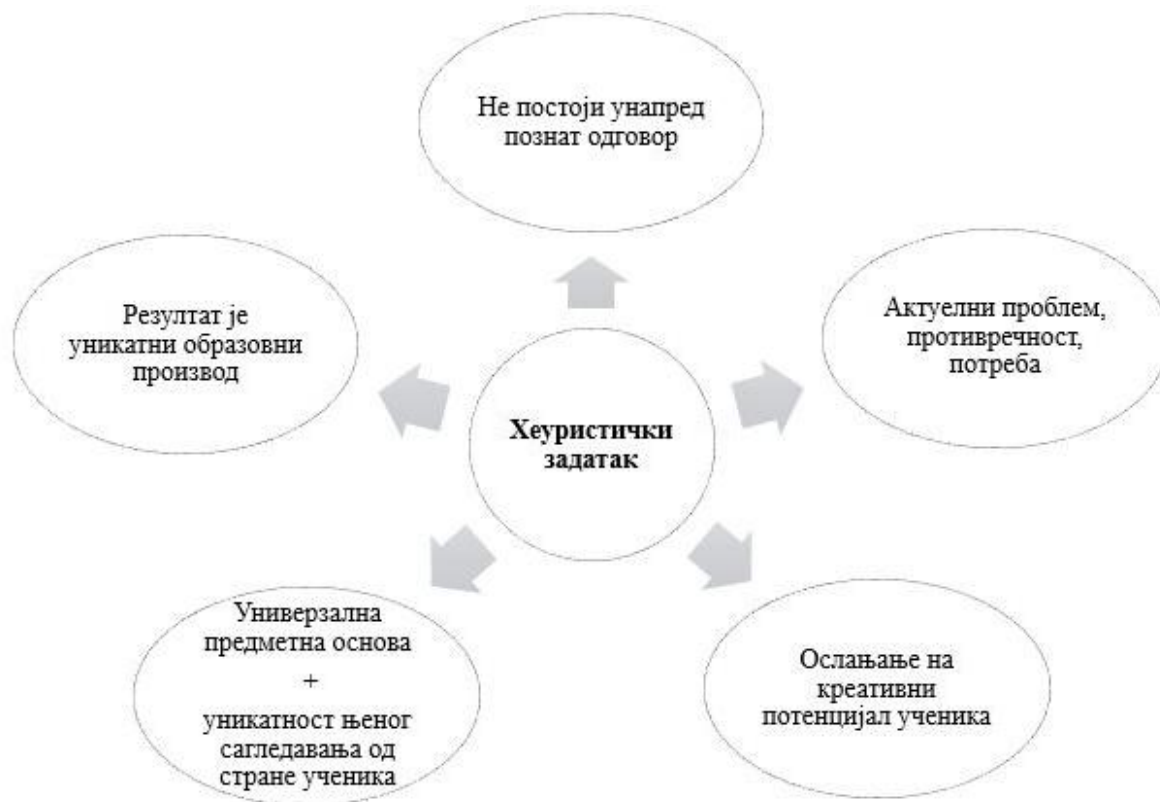 Не постоји унапред
познат одговор
Резултат је
уникатни образовни
производ
Актуелни проблем,
противречност,
потреба
Хеуристички
задатак
Универзална
предметна основа
+
уникатност њеног
сагледавања од
стране ученика
Ослањање на
креативни
потенцијал ученика